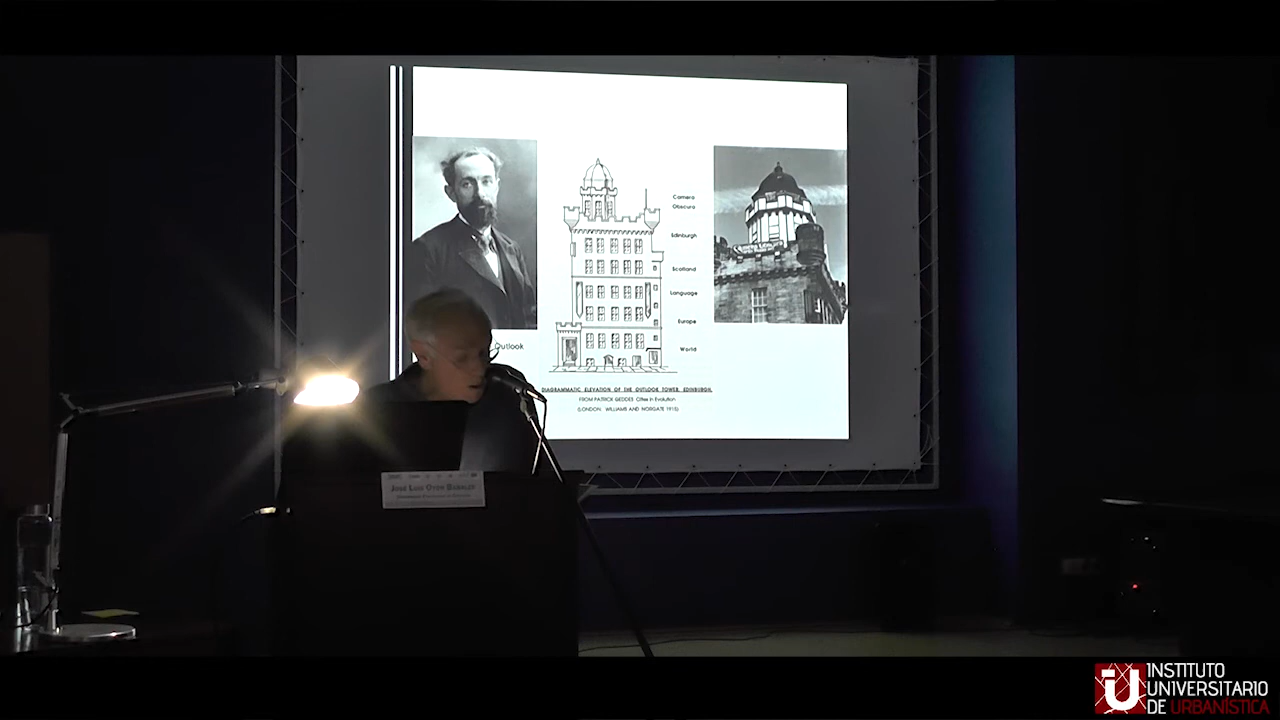 Camera
Obscura
Edinburgh
Scotland
Language
Europe
World
Outlook
DIAGRAMMATIC ELEVATION OF THE OUTLOOK TOWER, EDINBURGH.
FROM PATRICK GEDDES Cities in Evolution
(LONDON WILLIAMS AND NORGATE 1915)
INSTITUTO
UNIVERSITARIO
DE URBANÍSTICA